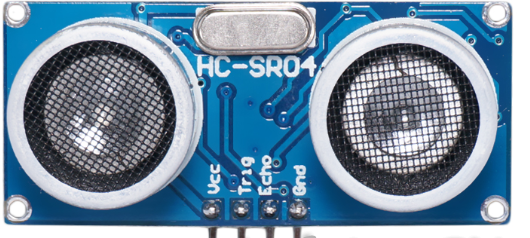 HC-SR04
Vcc
Trig
Echo
Gnd